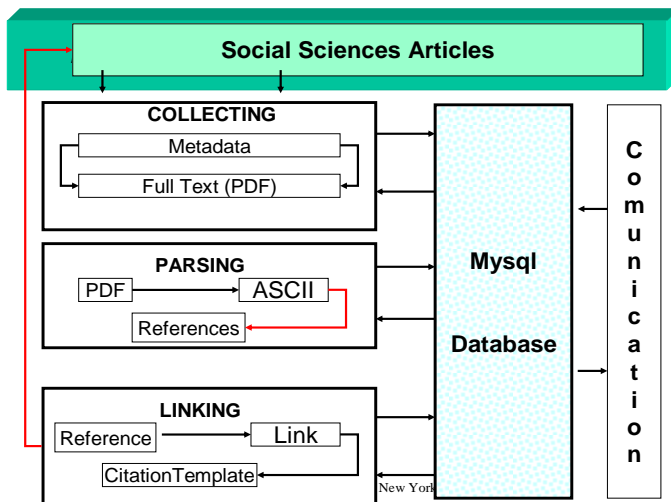 Social Sciences Articles
COLLECTING
Metadata
Full Text (PDF)
PARSING
PDF
ASCII
References
LINKING
Reference
Link
CitationTemplate
New York
Mysql
Database
Comunication